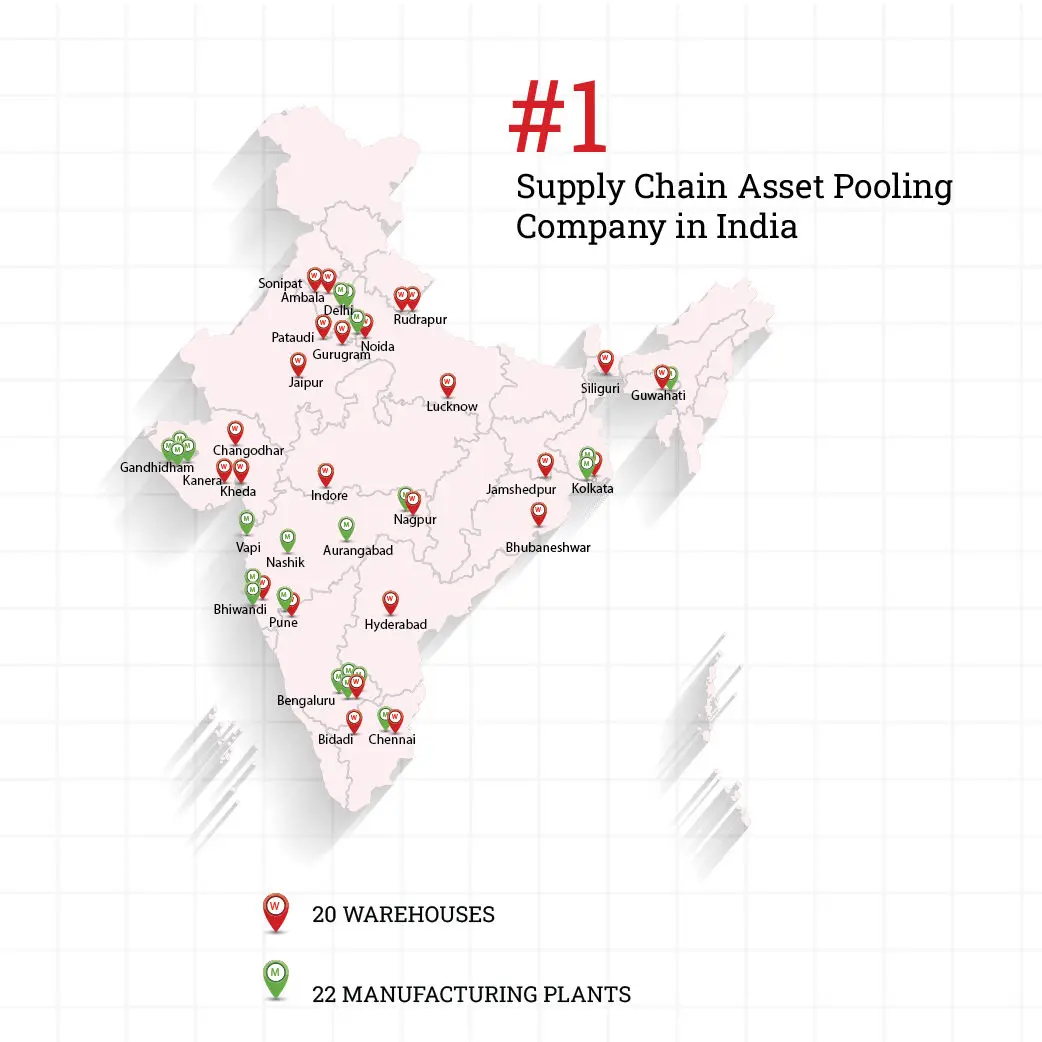 #1
Supply Chain Asset Pooling
Company in India
Sonipat
Ambala
Delhi
Rudrapur
Pataudi
Gurugram
Noida
Jaipur
Lucknow
Siliguri
Guwahati
Changodhar
Gandhidham
Kanera
Kheda
Indore
Jamshedpur
Kolkata
Nagpur
Vapi
Nashik
Aurangabad
Bhubaneshwar
Bhiwandi
Pune
Hyderabad
Bengaluru
Bidadi
Chennai
W 20 WAREHOUSES
M 22 MANUFACTURING PLANTS